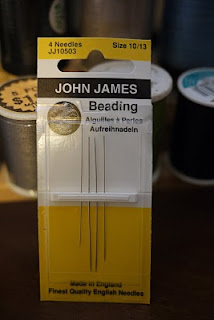 4 Needles
JJ10503
Size 10/13
JOHN JAMES
Beading
Aiguilles à Perles
Aufreihnadeln
Made in England
Finest Quality English Needles